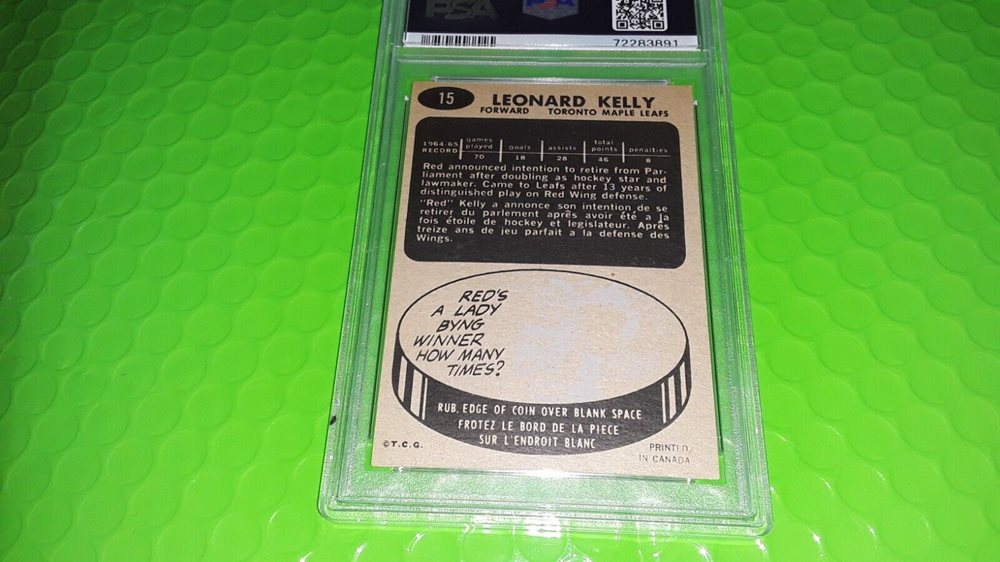 PSA
72283891
15
LEONARD KELLY
FORWARD TORONTO MAPLE LEAFS
1964-65 RECORD games played goals assists total points penalties
70 18 28 46 8
Red announced intention to retire from Par-
liament after doubling as hockey star and
lawmaker. Came to Leafs after 13 years of
distinguished play on Red Wing defense.
"Red" Kelly a annonce son intention de se
retirer du parlement après avoir été a la
fois étoile de hockey et legislateur. Après
treize ans de jeu parfait a la defense des
Wings.
RED'S
A LADY
BYNG
WINNER
HOW MANY
TIMES?
RUB EDGE OF COIN OVER BLANK SPACE
FROTEZ LE BORD DE LA PIECE
SUR L'ENDROIT BLANC
©T.C.G.
PRINTED
IN CANADA